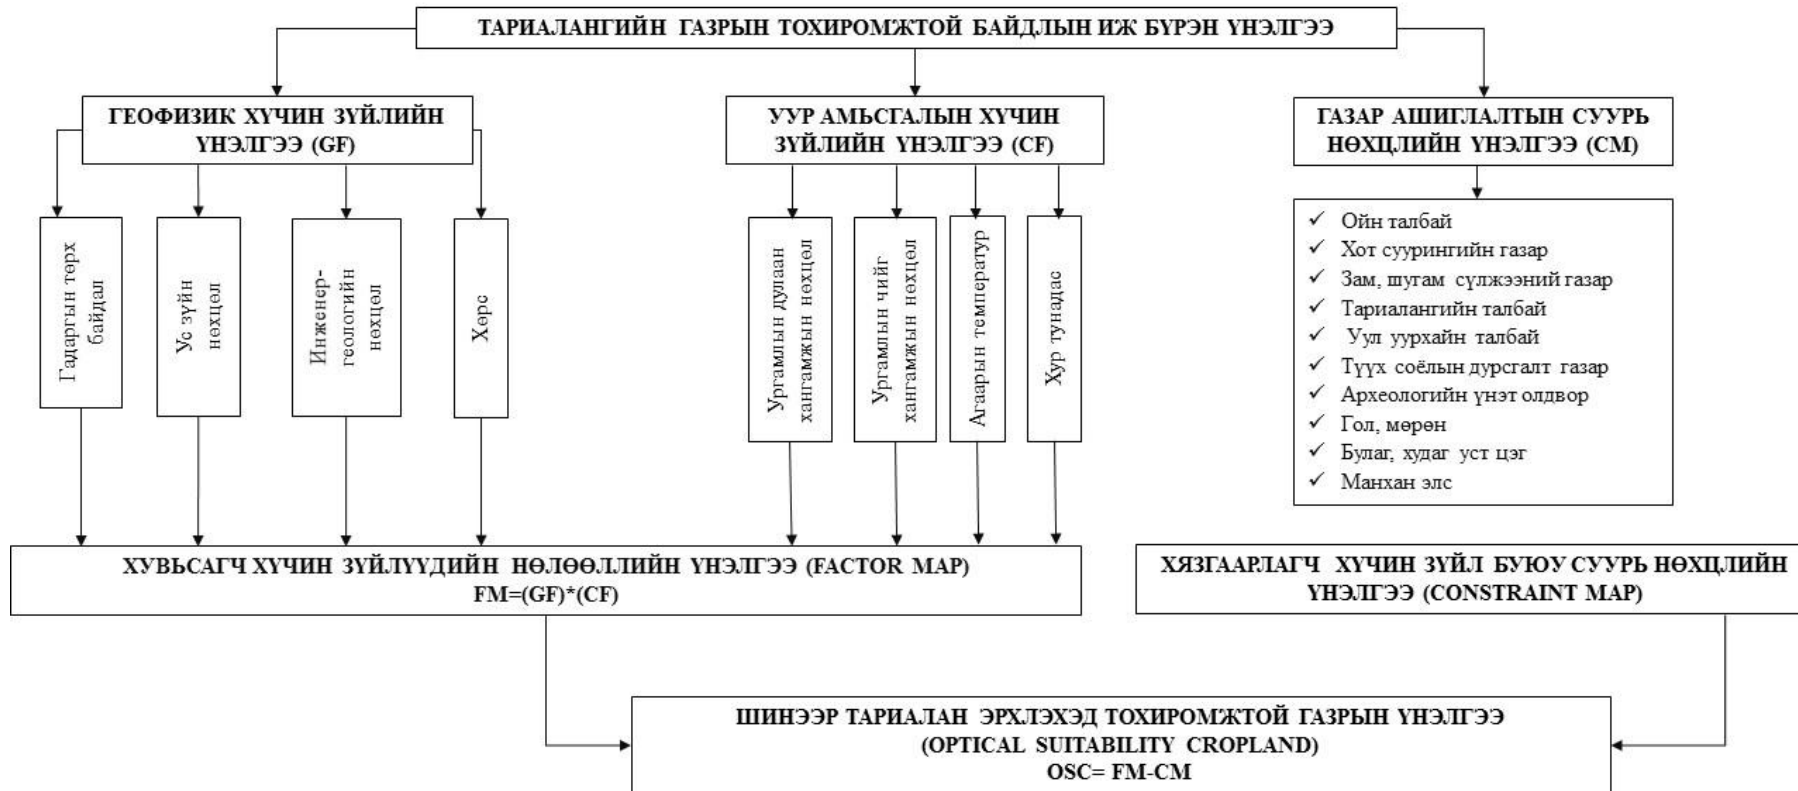 ТАРИАЛАНГИЙН ГАЗРЫН ТОХИРОМЖТОЙ БАЙДЛЫН ИЖ БҮРЭН ҮНЭЛГЭЭ
ГЕОФИЗИК ХҮЧИН ЗҮЙЛИЙН
ҮНЭЛГЭЭ (GF)
УУР АМЬСГАЛЫН ХҮЧИН
ЗҮЙЛИЙН ҮНЭЛГЭЭ (CF)
ГАЗАР АШИГЛАЛТЫН СУУРЬ
НӨХЦЛИЙН ҮНЭЛГЭЭ (CM)
Гадаргын төрх
байдал
Ус зүйн
нөхцөл
Инженер-
геологийн
нөхцөл
Хөрс
Ургамлын дулаан
хангамжын нөхцөл
Ургамлын чийг
хангамжын нөхцөл
Агаарын температур
Хур тунадас
✓ Ойн талбай
✓ Хот суурингийн газар
✓ Зам, шугам сүлжээний газар
✓ Тариалангийн талбай
✓ Уул уурхайн талбай
✓ Түүх соёлын дурсгалт газар
✓ Археологийн үнэт олдвор
✓ Гол, мөрөн
✓ Булаг, худаг уст цэг
✓ Манхан элс
ХУВЬСАГЧ ХҮЧИН ЗҮЙЛҮҮДИЙН НӨЛӨӨЛЛИЙН ҮНЭЛГЭЭ (FACTOR MAP)
FM=(GF)*(CF)
ХЯЗГААРЛАГЧ ХҮЧИН ЗҮЙЛ БУЮУ СУУРЬ НӨХЦЛИЙН
ҮНЭЛГЭЭ (CONSTRAINT MAP)
ШИНЭЭР ТАРИАЛАН ЭРХЛЭХЭД ТОХИРОМЖТОЙ ГАЗРЫН ҮНЭЛГЭЭ
(OPTICAL SUITABILITY CROPLAND)
OSC= FM-CM